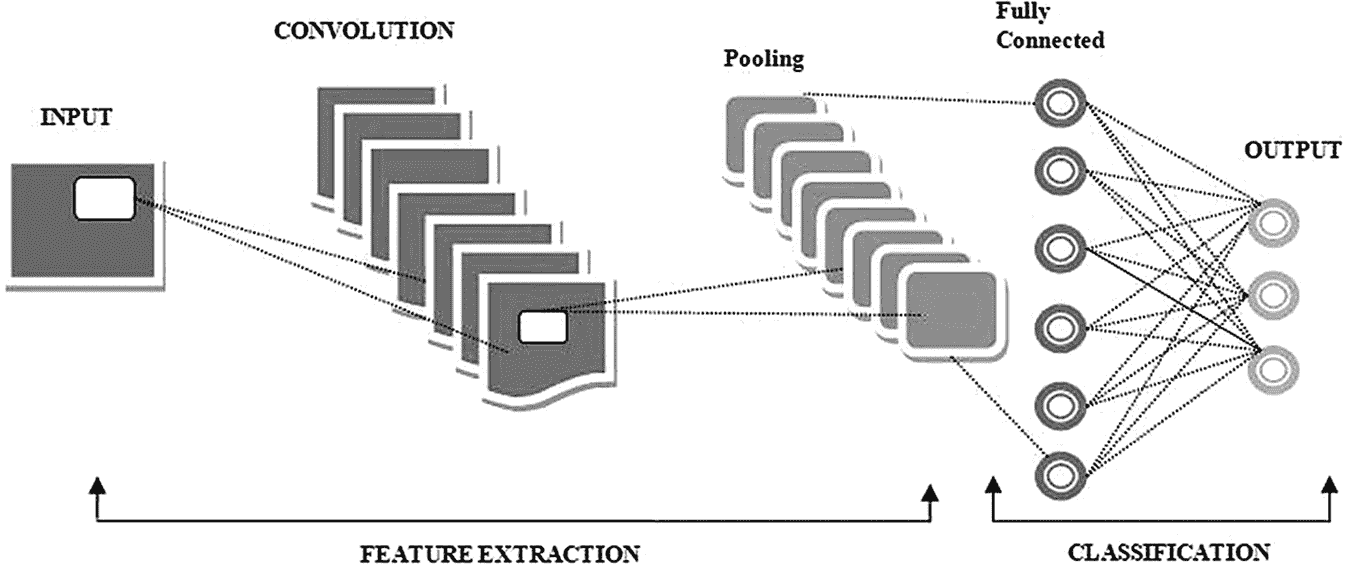 CONVOLUTION
Fully
Connected
Pooling
INPUT
OUTPUT
FEATURE EXTRACTION
CLASSIFICATION